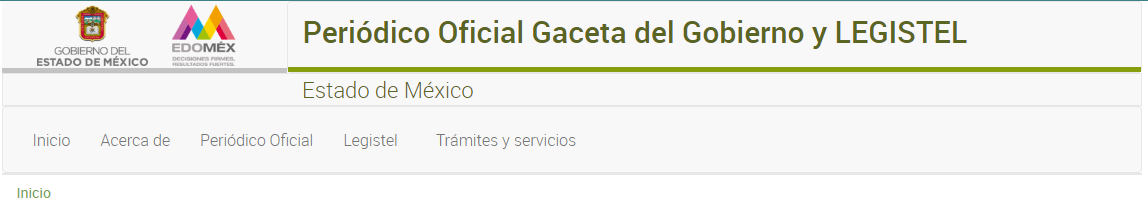 GOBIERNO DEL
ESTADO DE MÉXICO
EDOMÉX
DECISIONES FIRMES,
RESULTADOS FUERTES.
Periódico Oficial Gaceta del Gobierno y LEGISTEL
Estado de México
Inicio Acerca de Periódico Oficial Legistel Trámites y servicios
Inicio